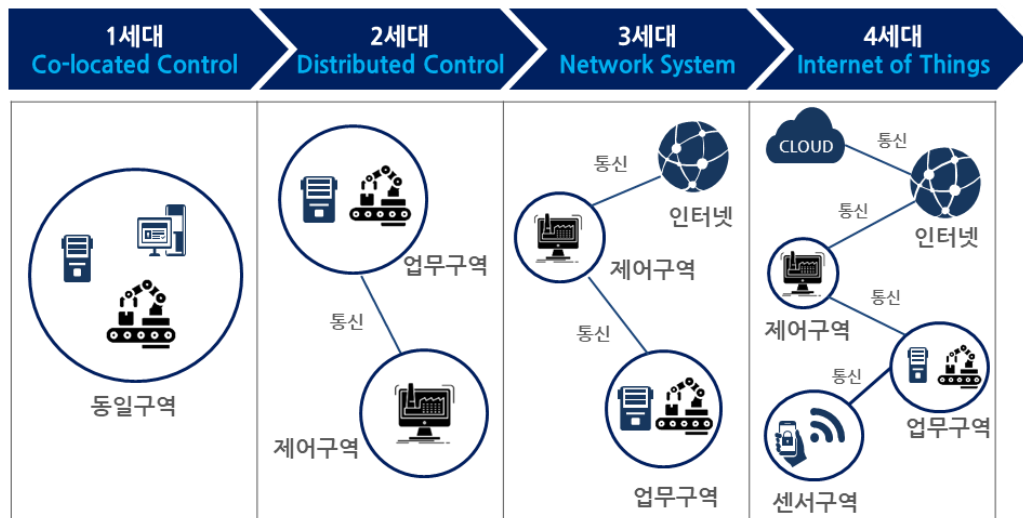 1세대
Co-located Control
2세대
Distributed Control
3세대
Network System
4세대
Internet of Things
동일구역
업무구역
통신
제어구역
통신
인터넷
제어구역
통신
업무구역
CLOUD
통신
인터넷
통신
제어구역
통신
통신
업무구역
센서구역